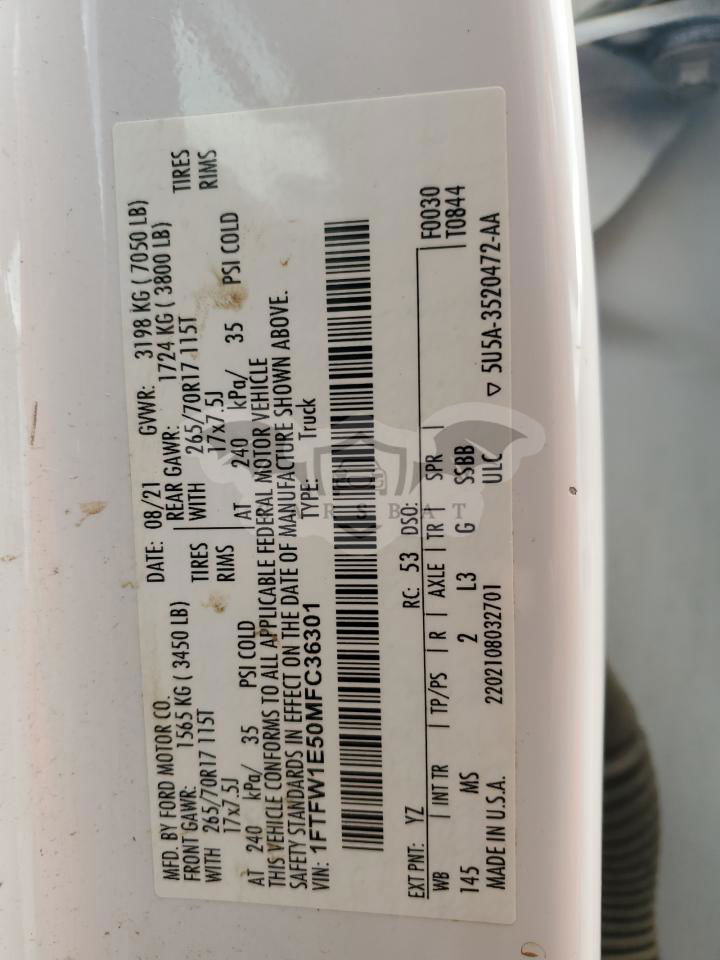 MFD. BY FORD MOTOR CO.
DATE: 08/21 GVWR: 3198 KG ( 7050 LB)
FRONT GAWR: 1565 KG ( 3450 LB) REAR GAWR: 1724 KG ( 3800 LB)
WITH 265/70R17 115T TIRES WITH 265/70R17 115T TIRES
17x7.5J RIMS 17x7.5J RIMS
AT 240 kPa/ 35 PSI COLD AT 240 kPa/ 35 PSI COLD
THIS VEHICLE CONFORMS TO ALL APPLICABLE FEDERAL MOTOR VEHICLE
SAFETY STANDARDS IN EFFECT ON THE DATE OF MANUFACTURE SHOWN ABOVE.
VIN: 1FTFW1E50MFC36301 TYPE: Truck
F0030
EXT PNT: YZ RC: 53 DSO: T0844
WB INT TR TP/PS R AXLE TR SPR
145 MS 2 L3 G SSBB
ULC
MADE IN U.S.A. 2202108032701 ▽ 5U5A-3520472-AA
RSBAT